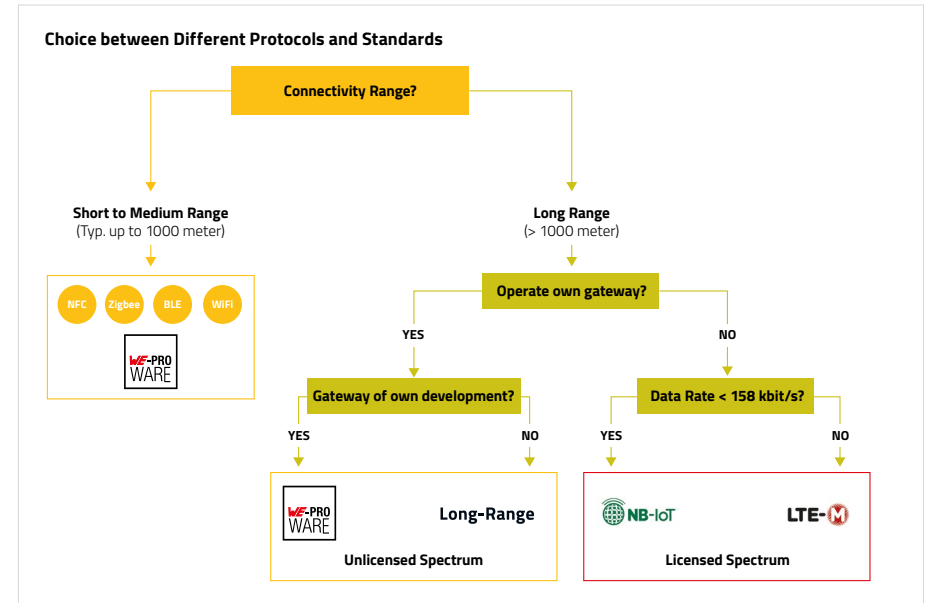 Choice between Different Protocols and Standards
Connectivity Range?
Short to Medium Range
(Typ. up to 1000 meter)
Long Range
(> 1000 meter)
NFC
Zigbee
BLE
WiFi
WE-PRO
WARE
Operate own gateway?
YES
NO
Gateway of own development?
Data Rate < 158 kbit/s?
YES
NO
YES
NO
WE-PRO
WARE
Long-Range
NB-IoT
LTE-M
Unlicensed Spectrum
Licensed Spectrum